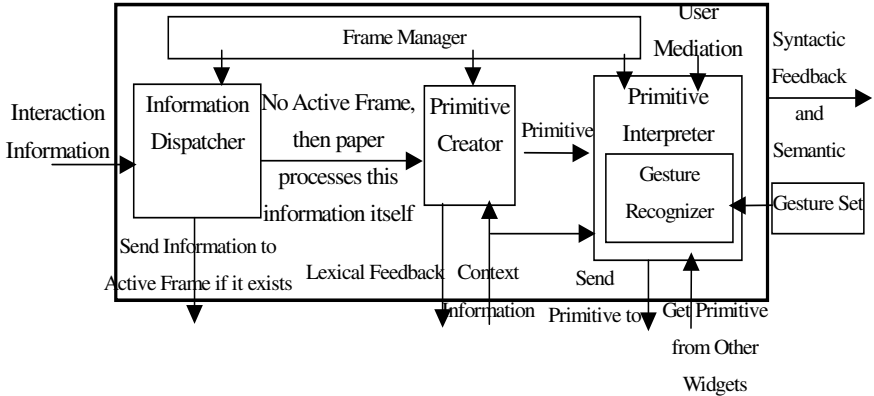 Frame Manager
User
Mediation
Syntactic
Feedback
and
Semantic
Interaction
Information
Information
Dispatcher
No Active Frame,
then paper
processes this
information itself
Primitive
Creator
Primitive
Primitive
Interpreter
Gesture
Recognizer
Gesture Set
Send Information to
Active Frame if it exists
Lexical Feedback
Context
Information
Send
Primitive to
Get Primitive
from Other
Widgets